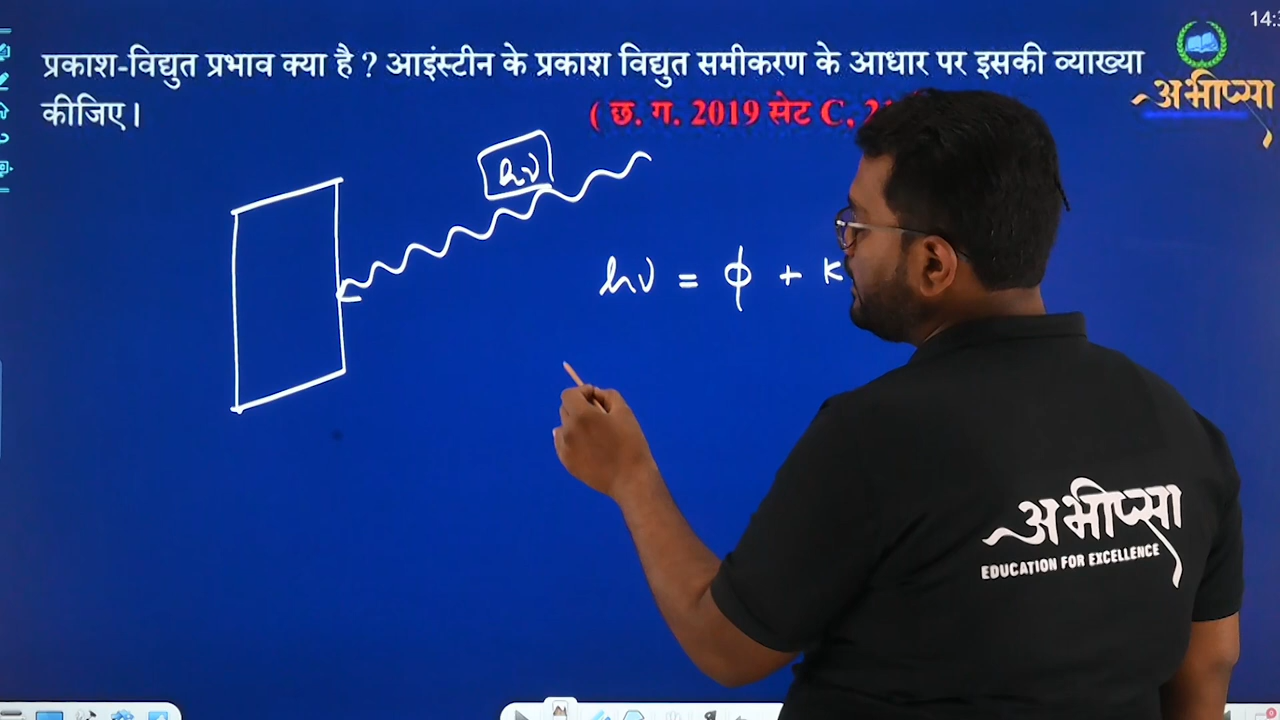 14:3
प्रकाश-विद्युत प्रभाव क्या है ? आइंस्टीन के प्रकाश विद्युत समीकरण के आधार पर इसकी व्याख्या
कीजिए।
( छ. ग. 2019 सेट C,
अभीप्सा
hν
hν = ϕ + K
अभीप्सा
EDUCATION FOR EXCELLENCE